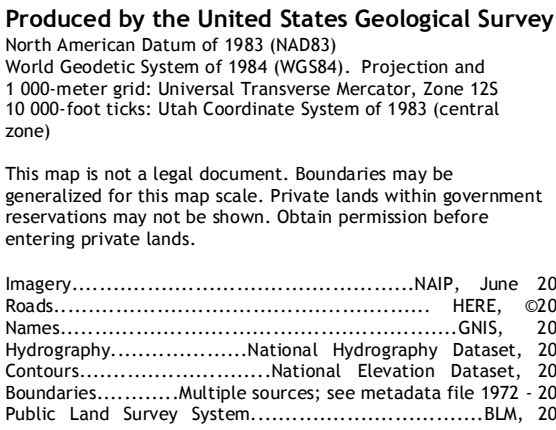 Produced by the United States Geological Survey
North American Datum of 1983 (NAD83)
World Geodetic System of 1984 (WGS84). Projection and
1 000-meter grid: Universal Transverse Mercator, Zone 12S
10 000-foot ticks: Utah Coordinate System of 1983 (central
zone)
This map is not a legal document. Boundaries may be
generalized for this map scale. Private lands within government
reservations may not be shown. Obtain permission before
entering private lands.
Imagery..................................................NAIP, June 20
Roads...................................................... HERE, ©20
Names..........................................................GNIS, 20
Hydrography....................National Hydrography Dataset, 20
Contours............................National Elevation Dataset, 20
Boundaries............Multiple sources; see metadata file 1972 - 20
Public Land Survey System..................................BLM, 20